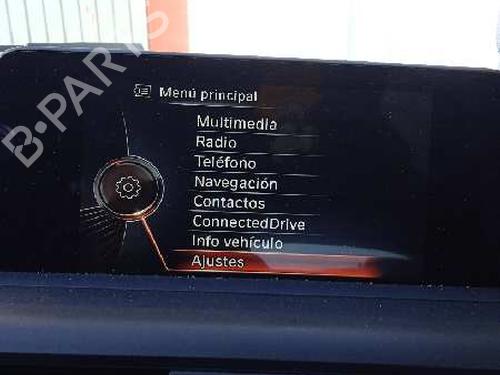 Menú principal
Multimedia
Radio
Teléfono
Navegación
Contactos
ConnectedDrive
Info vehículo
Ajustes
B·PARTS